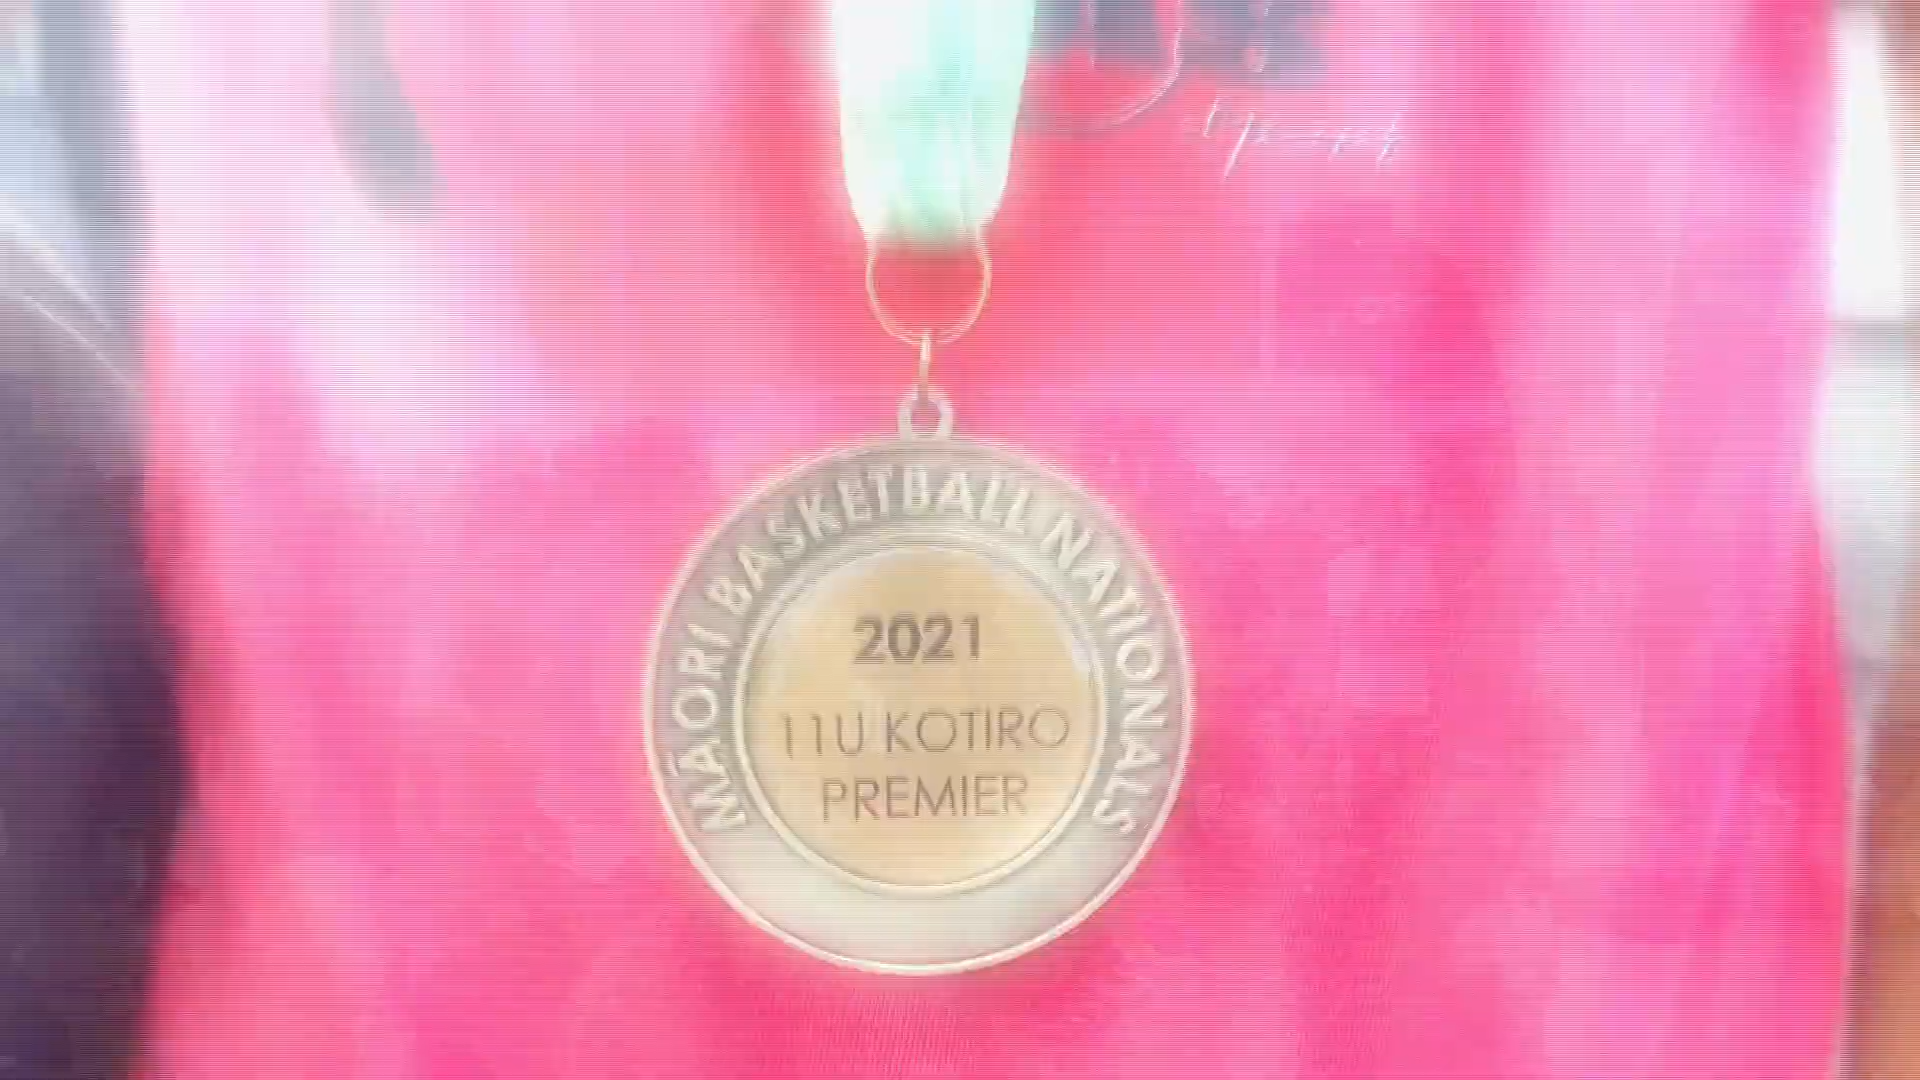 MĀORI BASKETBALL NATIONALS
2021
11U KOTIRO
PREMIER